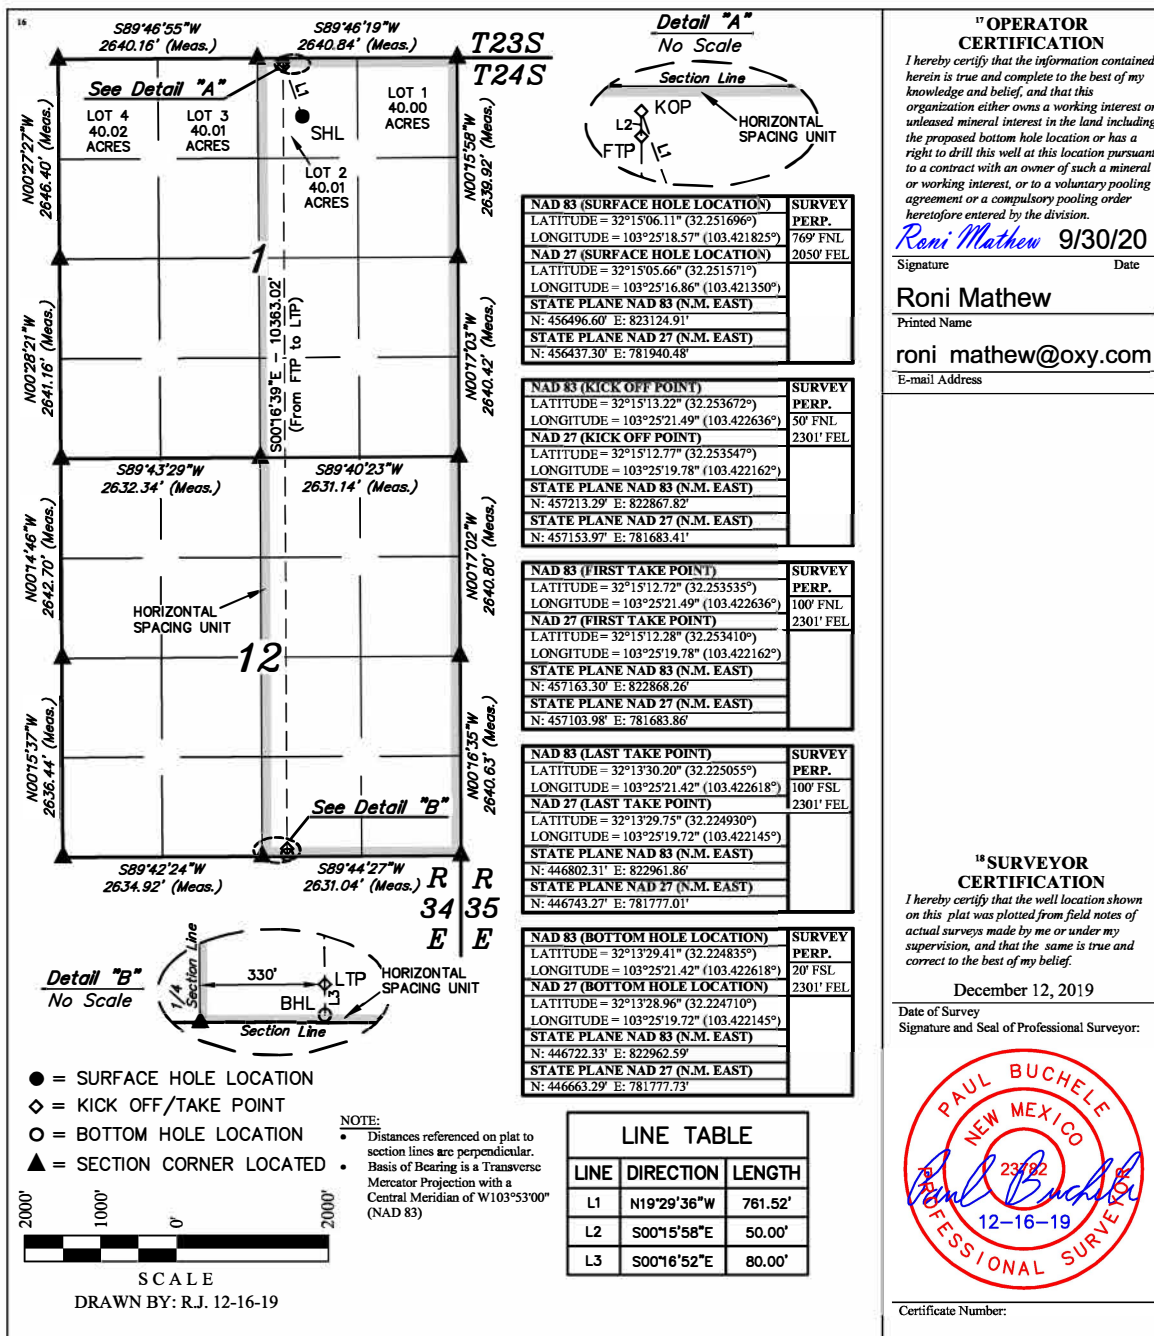 16
S89°46'55"W
2640.16' (Meas.)
S89°46'19"W
2640.84' (Meas.)
T23S
T24S
See Detail "A"
LOT 4
40.02
ACRES
LOT 3
40.01
ACRES
L1
SHL
LOT 1
40.00
ACRES
LOT 2
40.01
ACRES
N00°27'27"W
2646.40' (Meas.)
N00°15'58"W
2639.92' (Meas.)
1
N00°28'21"W
2641.16' (Meas.)
S00°16'39"E - 10363.02'
(From FTP to LTP)
N00°17'03"W
2640.42' (Meas.)
S89°43'29"W
2632.34' (Meas.)
S89°40'23"W
2631.14' (Meas.)
N00°14'46"W
2642.70' (Meas.)
N00°17'02"W
2640.80' (Meas.)
HORIZONTAL
SPACING UNIT
12
N00°15'37"W
2636.44' (Meas.)
N00°16'35"W
2640.63' (Meas.)
See Detail "B"
S89°42'24"W
2634.92' (Meas.)
S89°44'27"W
2631.04' (Meas.)
R R
34 35
E E
Detail "A"
No Scale
Section Line
KOP
L2
FTP
L1
HORIZONTAL
SPACING UNIT
NAD 83 (SURFACE HOLE LOCATION)
LATITUDE = 32°15'06.11" (32.251696°)
LONGITUDE = 103°25'18.57" (103.421825°)
NAD 27 (SURFACE HOLE LOCATION)
LATITUDE = 32°15'05.66" (32.251571°)
LONGITUDE = 103°25'16.86" (103.421350°)
STATE PLANE NAD 83 (N.M. EAST)
N: 456496.60' E: 823124.91'
STATE PLANE NAD 27 (N.M. EAST)
N: 456437.30' E: 781940.48'
SURVEY
PERP.
769' FNL
2050' FEL
NAD 83 (KICK OFF POINT)
LATITUDE = 32°15'13.22" (32.253672°)
LONGITUDE = 103°25'21.49" (103.422636°)
NAD 27 (KICK OFF POINT)
LATITUDE = 32°15'12.77" (32.253547°)
LONGITUDE = 103°25'19.78" (103.422162°)
STATE PLANE NAD 83 (N.M. EAST)
N: 457213.29' E: 822867.82'
STATE PLANE NAD 27 (N.M. EAST)
N: 457153.97' E: 781683.41'
SURVEY
PERP.
50' FNL
2301' FEL
NAD 83 (FIRST TAKE POINT)
LATITUDE = 32°15'12.72" (32.253535°)
LONGITUDE = 103°25'21.49" (103.422636°)
NAD 27 (FIRST TAKE POINT)
LATITUDE = 32°15'12.28" (32.253410°)
LONGITUDE = 103°25'19.78" (103.422162°)
STATE PLANE NAD 83 (N.M. EAST)
N: 457163.30' E: 822868.26'
STATE PLANE NAD 27 (N.M. EAST)
N: 457103.98' E: 781683.86'
SURVEY
PERP.
100' FNL
2301' FEL
NAD 83 (LAST TAKE POINT)
LATITUDE = 32°13'30.20" (32.225055°)
LONGITUDE = 103°25'21.42" (103.422618°)
NAD 27 (LAST TAKE POINT)
LATITUDE = 32°13'29.75" (32.224930°)
LONGITUDE = 103°25'19.72" (103.422145°)
STATE PLANE NAD 83 (N.M. EAST)
N: 446802.31' E: 822961.86'
STATE PLANE NAD 27 (N.M. EAST)
N: 446743.27' E: 781777.01'
SURVEY
PERP.
100' FSL
2301' FEL
NAD 83 (BOTTOM HOLE LOCATION)
LATITUDE = 32°13'29.41" (32.224835°)
LONGITUDE = 103°25'21.42" (103.422618°)
NAD 27 (BOTTOM HOLE LOCATION)
LATITUDE = 32°13'28.96" (32.224710°)
LONGITUDE = 103°25'19.72" (103.422145°)
STATE PLANE NAD 83 (N.M. EAST)
N: 446722.33' E: 822962.59'
STATE PLANE NAD 27 (N.M. EAST)
N: 446663.29' E: 781777.73'
SURVEY
PERP.
20' FSL
2301' FEL
Detail "B"
No Scale
1/4
Section Line
330'
LTP
L3
BHL
HORIZONTAL
SPACING UNIT
Section Line
● = SURFACE HOLE LOCATION
◇ = KICK OFF/TAKE POINT
○ = BOTTOM HOLE LOCATION
▲ = SECTION CORNER LOCATED
NOTE:
• Distances referenced on plat to
section lines are perpendicular.
• Basis of Bearing is a Transverse
Mercator Projection with a
Central Meridian of W103°53'00"
(NAD 83)
2000'
1000'
0'
2000'
SCALE
DRAWN BY: R.J. 12-16-19
LINE TABLE
LINE DIRECTION LENGTH
L1 N19°29'36"W 761.52'
L2 S00°15'58"E 50.00'
L3 S00°16'52"E 80.00'
17 OPERATOR
CERTIFICATION
I hereby certify that the information contained
herein is true and complete to the best of my
knowledge and belief, and that this
organization either owns a working interest or
unleased mineral interest in the land including
the proposed bottom hole location or has a
right to drill this well at this location pursuant
to a contract with an owner of such a mineral
or working interest, or to a voluntary pooling
agreement or a compulsory pooling order
heretofore entered by the division.
Roni Mathew 9/30/20
Signature Date
Roni Mathew
Printed Name
roni mathew@oxy.com
E-mail Address
18 SURVEYOR
CERTIFICATION
I hereby certify that the well location shown
on this plat was plotted from field notes of
actual surveys made by me or under my
supervision, and that the same is true and
correct to the best of my belief.
December 12, 2019
Date of Survey
Signature and Seal of Professional Surveyor:
PAUL BUCHELE
NEW MEXICO
23782
Paul Buchele
12-16-19
PROFESSIONAL SURVEYOR
Certificate Number: